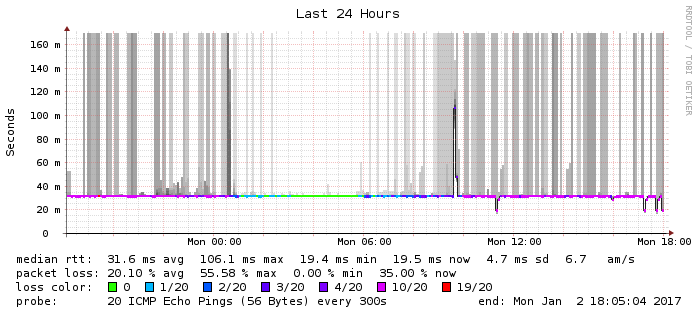 Last 24 Hours
RRDTOOL / TOBI OETIKER
Seconds
160 m
140 m
120 m
100 m
80 m
60 m
40 m
20 m
0
Mon 00:00 Mon 06:00 Mon 12:00 Mon 18:00
median rtt: 31.6 ms avg 106.1 ms max 19.4 ms min 19.5 ms now 4.7 ms sd 6.7 am/s
packet loss: 20.10 % avg 55.58 % max 0.00 % min 35.00 % now
loss color: 0 1/20 2/20 3/20 4/20 10/20 19/20
probe: 20 ICMP Echo Pings (56 Bytes) every 300s end: Mon Jan 2 18:05:04 2017